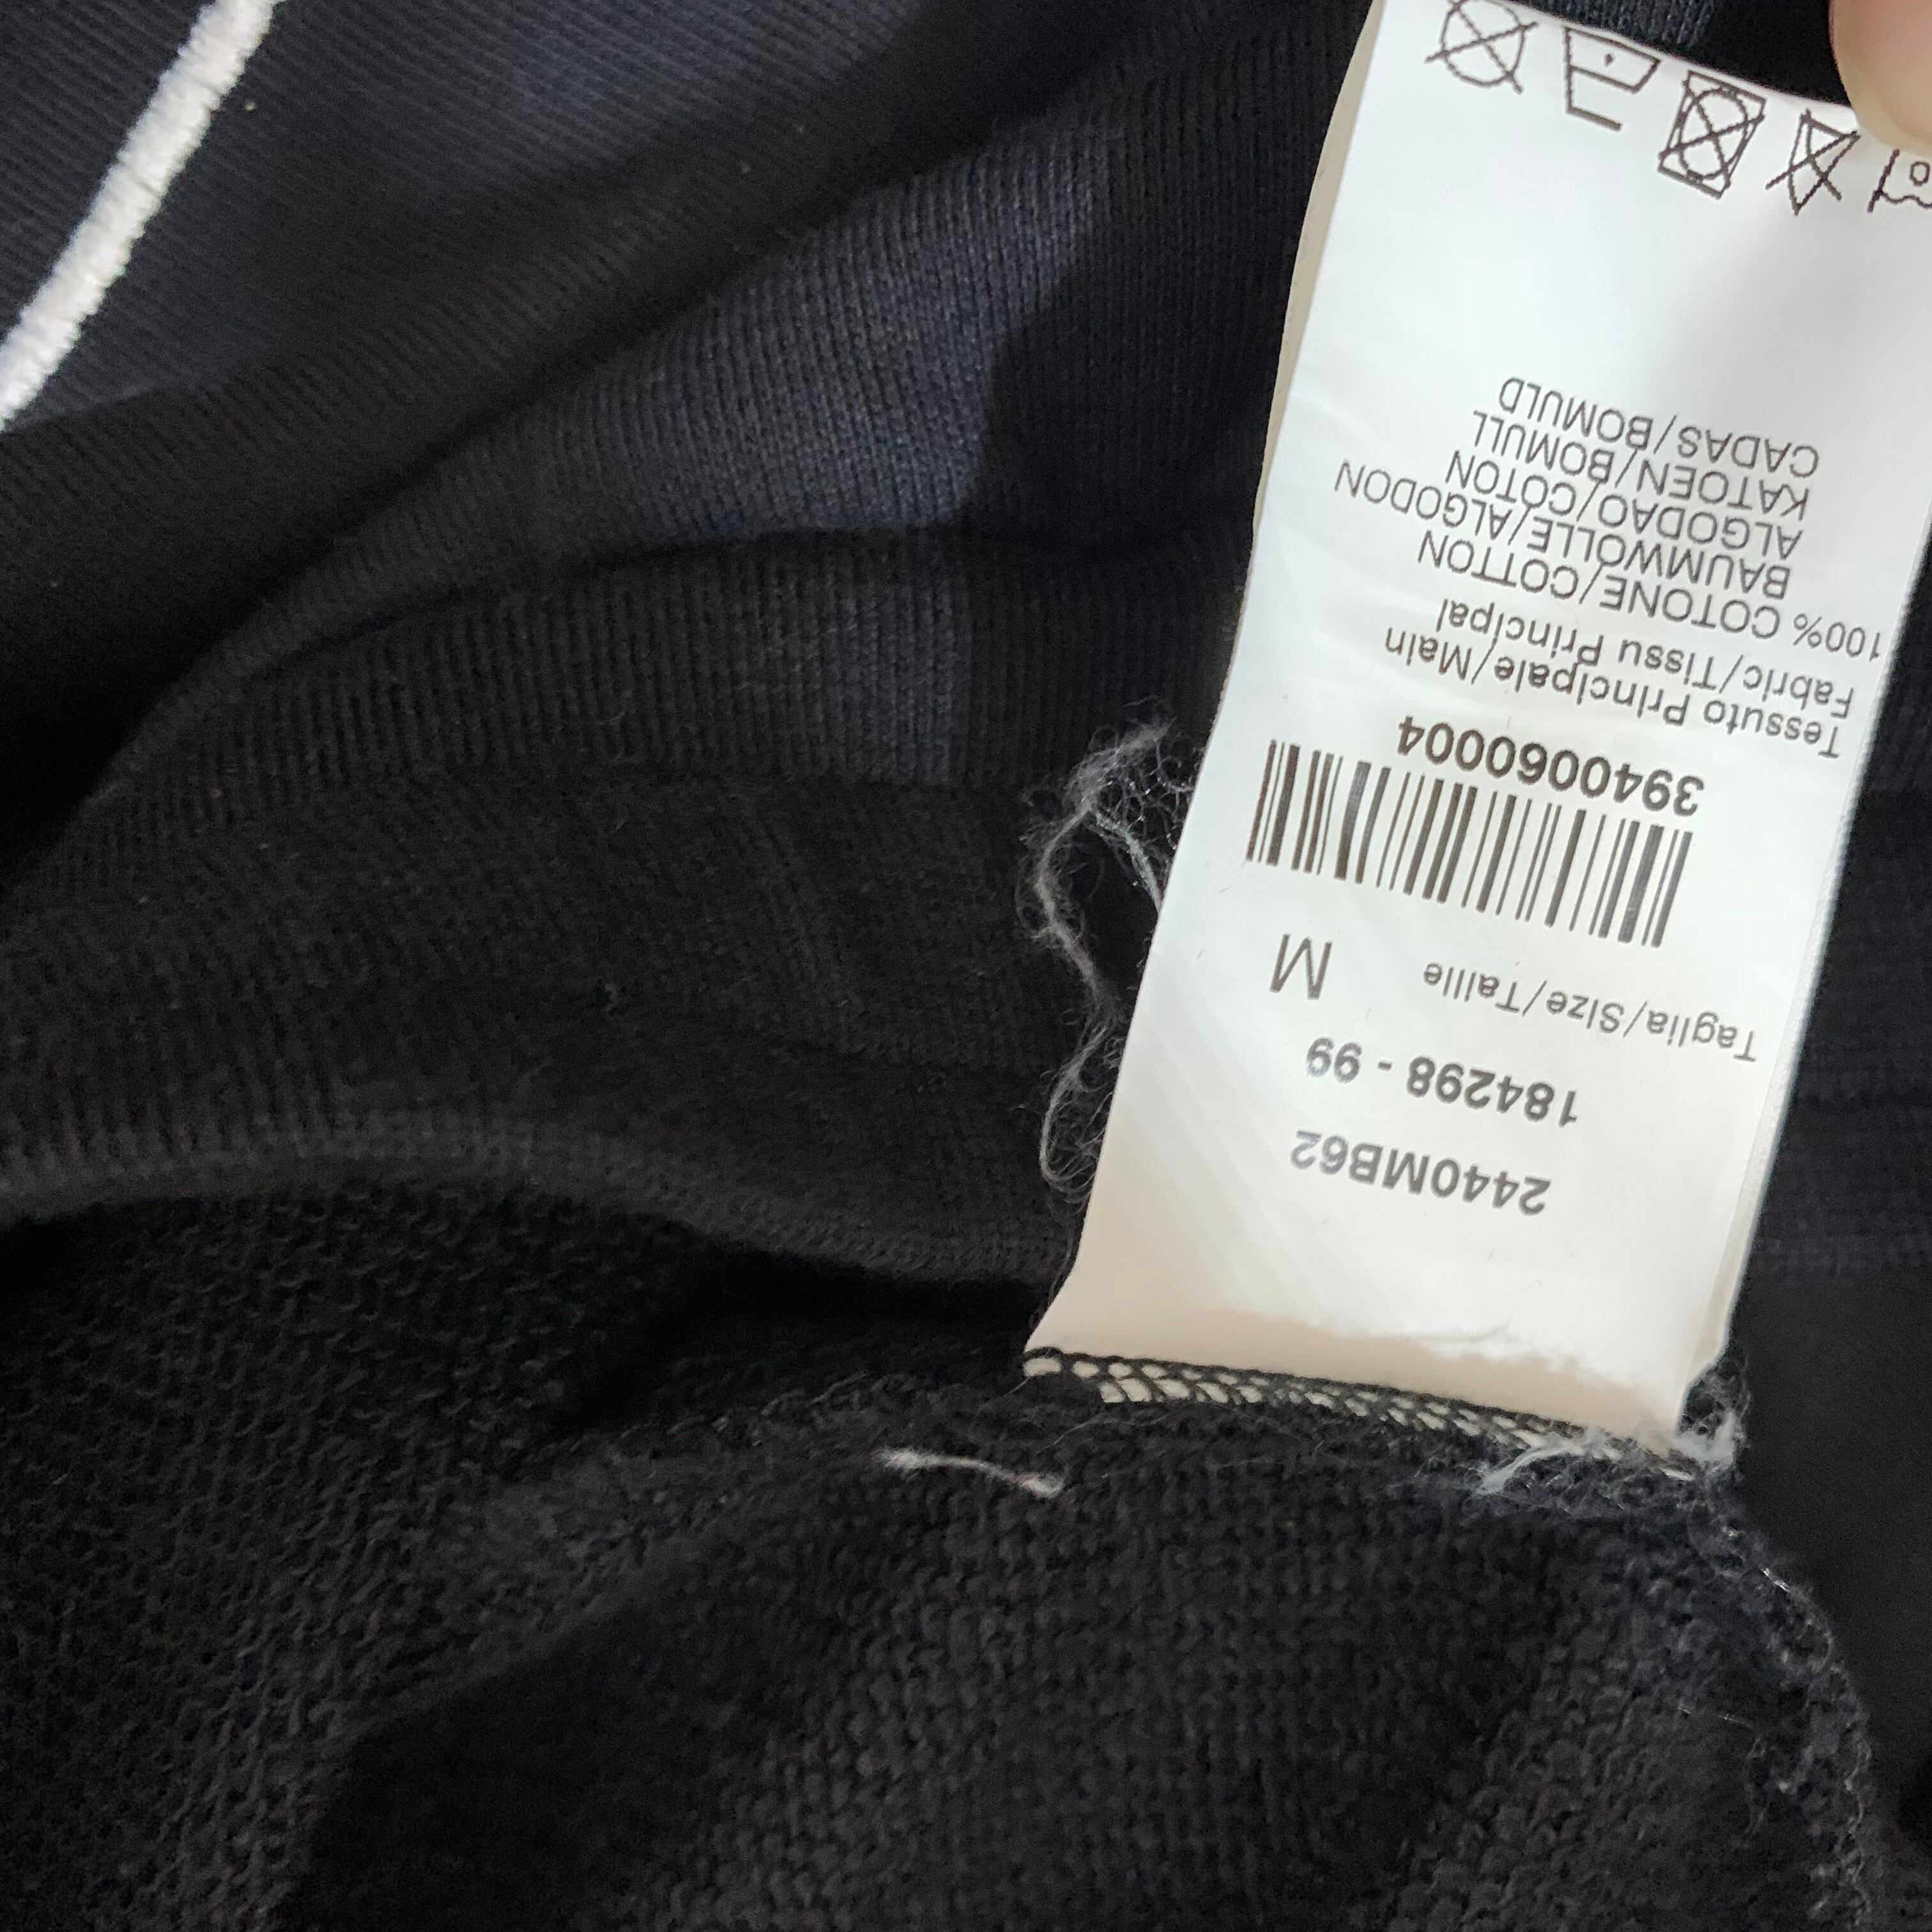 2440MB62
184298 - 99
Taglia/Size/Taille M
3940060004
Tessuto Principale/Main
Fabric/Tissu Principal
100% COTONE/COTTON
BAUMWOLLE/ALGODON
ALGODAO/COTON
KATOEN/BOMULL
CADAS/BOMULD